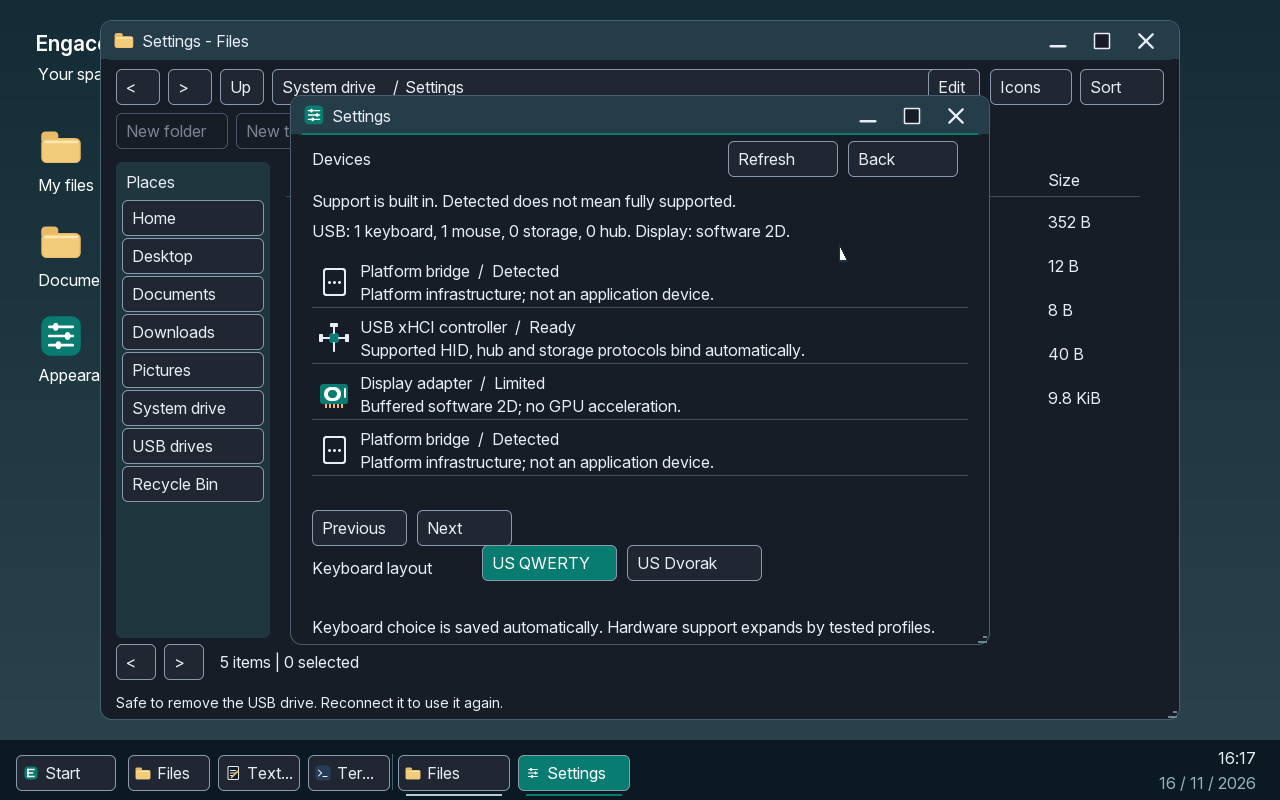 Settings - Files
Your spa
< > Up System drive / Settings Edit Icons Sort
New folder
My files
Docume
Appeara
Places
Home
Desktop
Documents
Downloads
Pictures
System drive
USB drives
Recycle Bin
Size
352 B
12 B
8 B
40 B
9.8 KiB
Settings
Devices Refresh Back
Support is built in. Detected does not mean fully supported.
USB: 1 keyboard, 1 mouse, 0 storage, 0 hub. Display: software 2D.
Platform bridge / Detected
Platform infrastructure; not an application device.
USB xHCI controller / Ready
Supported HID, hub and storage protocols bind automatically.
Display adapter / Limited
Buffered software 2D; no GPU acceleration.
Platform bridge / Detected
Platform infrastructure; not an application device.
Previous Next
Keyboard layout US QWERTY US Dvorak
Keyboard choice is saved automatically. Hardware support expands by tested profiles.
< > 5 items | 0 selected
Safe to remove the USB drive. Reconnect it to use it again.
Start Files Text... Ter... Files Settings
16:17
16 / 11 / 2026